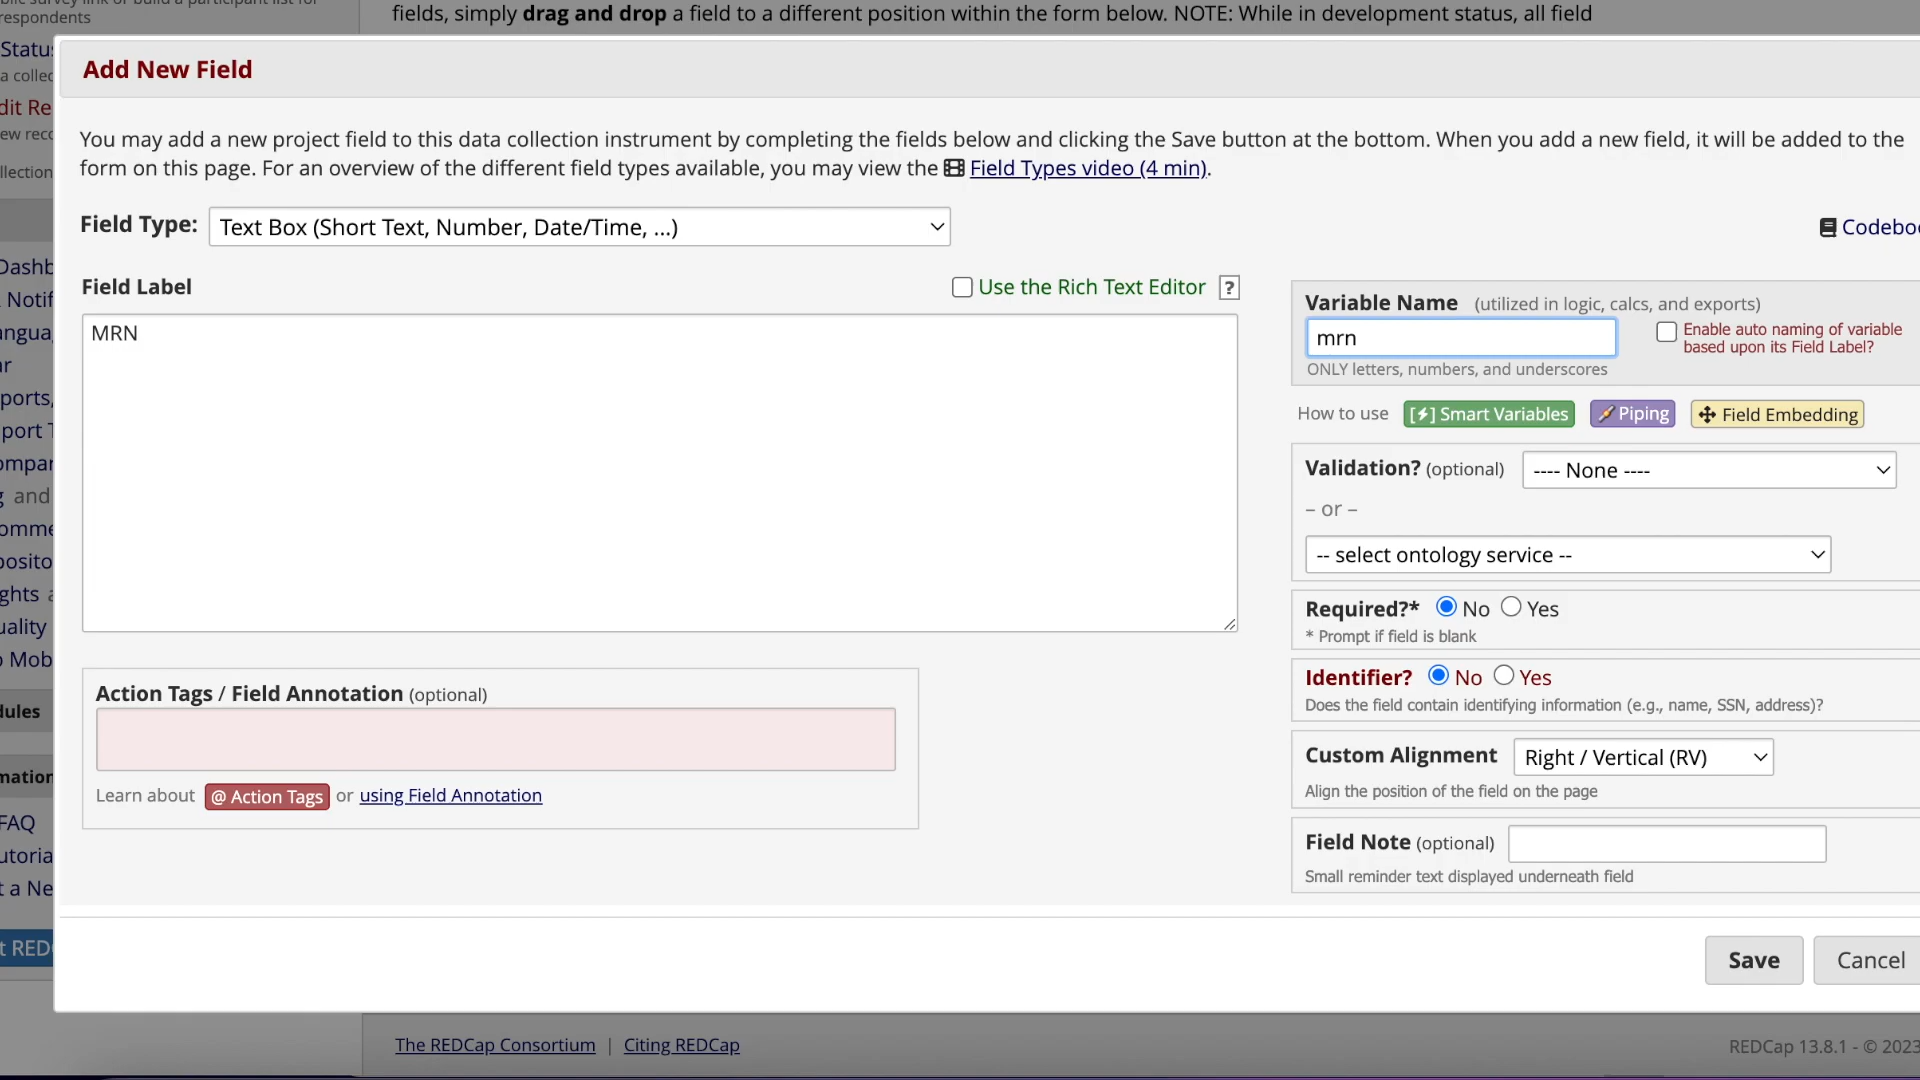 respondents
fields, simply drag and drop a field to a different position within the form below. NOTE: While in development status, all field
Add New Field
You may add a new project field to this data collection instrument by completing the fields below and clicking the Save button at the bottom. When you add a new field, it will be added to the
form on this page. For an overview of the different field types available, you may view the Field Types video (4 min).
Field Type: Text Box (Short Text, Number, Date/Time, ...)
Codeboo
Field Label
Use the Rich Text Editor ?
MRN
Variable Name (utilized in logic, calcs, and exports)
mrn
Enable auto naming of variable
based upon its Field Label?
ONLY letters, numbers, and underscores
How to use [⚡] Smart Variables Piping Field Embedding
Validation? (optional) ---- None ----
– or –
-- select ontology service --
Required?* No Yes
* Prompt if field is blank
Identifier? No Yes
Does the field contain identifying information (e.g., name, SSN, address)?
Custom Alignment Right / Vertical (RV)
Align the position of the field on the page
Field Note (optional)
Small reminder text displayed underneath field
Action Tags / Field Annotation (optional)
Learn about @ Action Tags or using Field Annotation
Save Cancel
The REDCap Consortium | Citing REDCap
REDCap 13.8.1 - © 2023